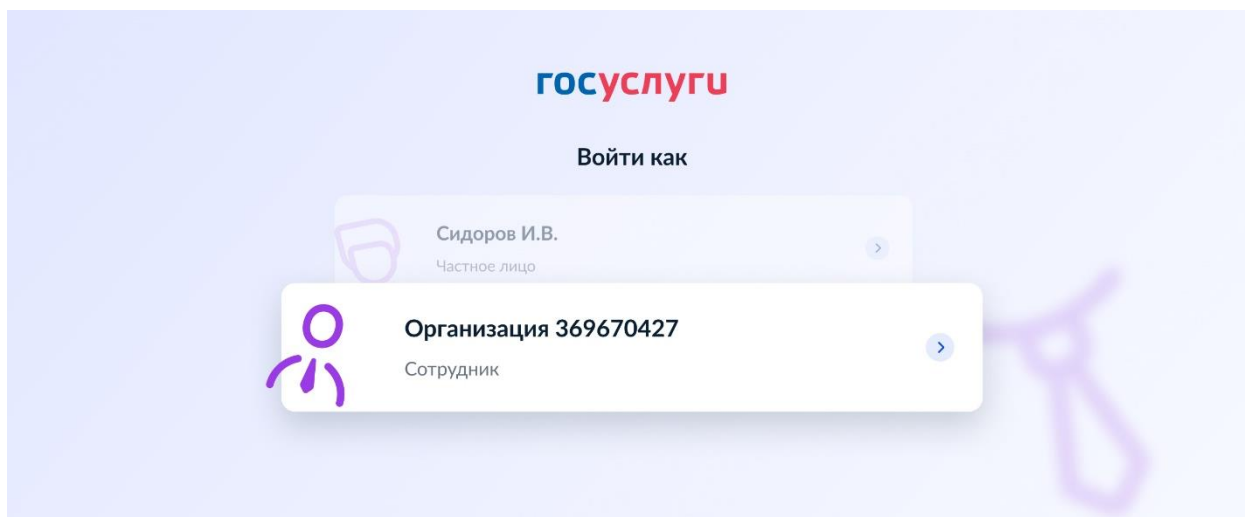 госуслуги
Войти как
Сидоров И.В.
Частное лицо
Организация 369670427
Сотрудник